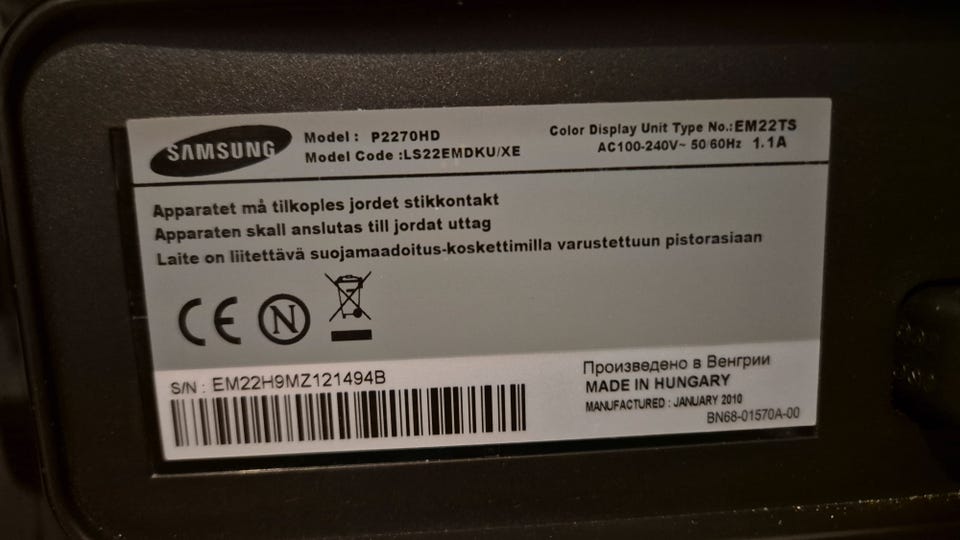 SAMSUNG
Model : P2270HD
Model Code :LS22EMDKU/XE
Color Display Unit Type No.:EM22TS
AC100-240V~ 50/60Hz 1.1A
Apparatet må tilkoples jordet stikkontakt
Apparaten skall anslutas till jordat uttag
Laite on liitettävä suojamaadoitus-koskettimilla varustettuun pistorasiaan
CE
N
S/N : EM22H9MZ121494B
Произведено в Венгрии
MADE IN HUNGARY
MANUFACTURED : JANUARY 2010
BN68-01570A-00